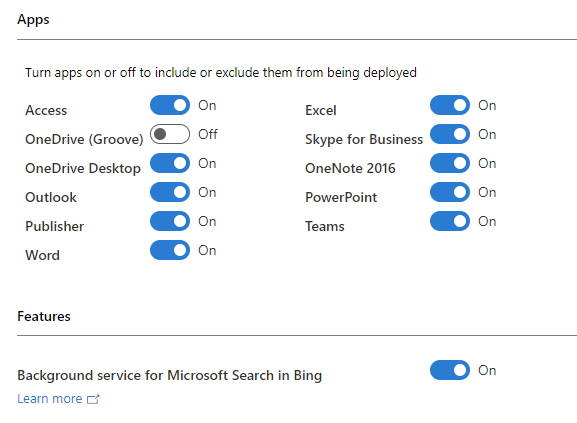 Apps
Turn apps on or off to include or exclude them from being deployed
Access On Excel On
OneDrive (Groove) Off Skype for Business On
OneDrive Desktop On OneNote 2016 On
Outlook On PowerPoint On
Publisher On Teams On
Word On
Features
Background service for Microsoft Search in Bing On
Learn more